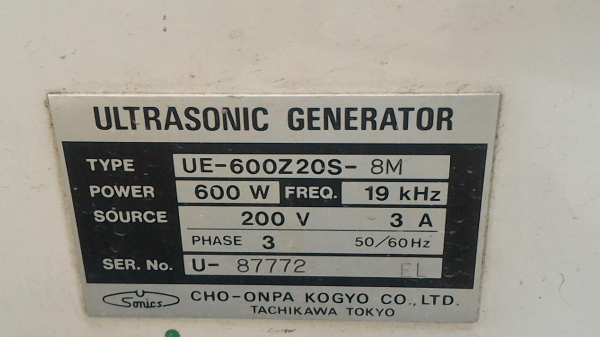 ULTRASONIC GENERATOR
TYPE UE-600Z20S- 8M
POWER 600 W FREQ. 19 kHz
SOURCE 200 V 3 A
PHASE 3 50/60Hz
SER. No. U- 87772 EL
U Sonics CHO-ONPA KOGYO CO., LTD.
TACHIKAWA TOKYO